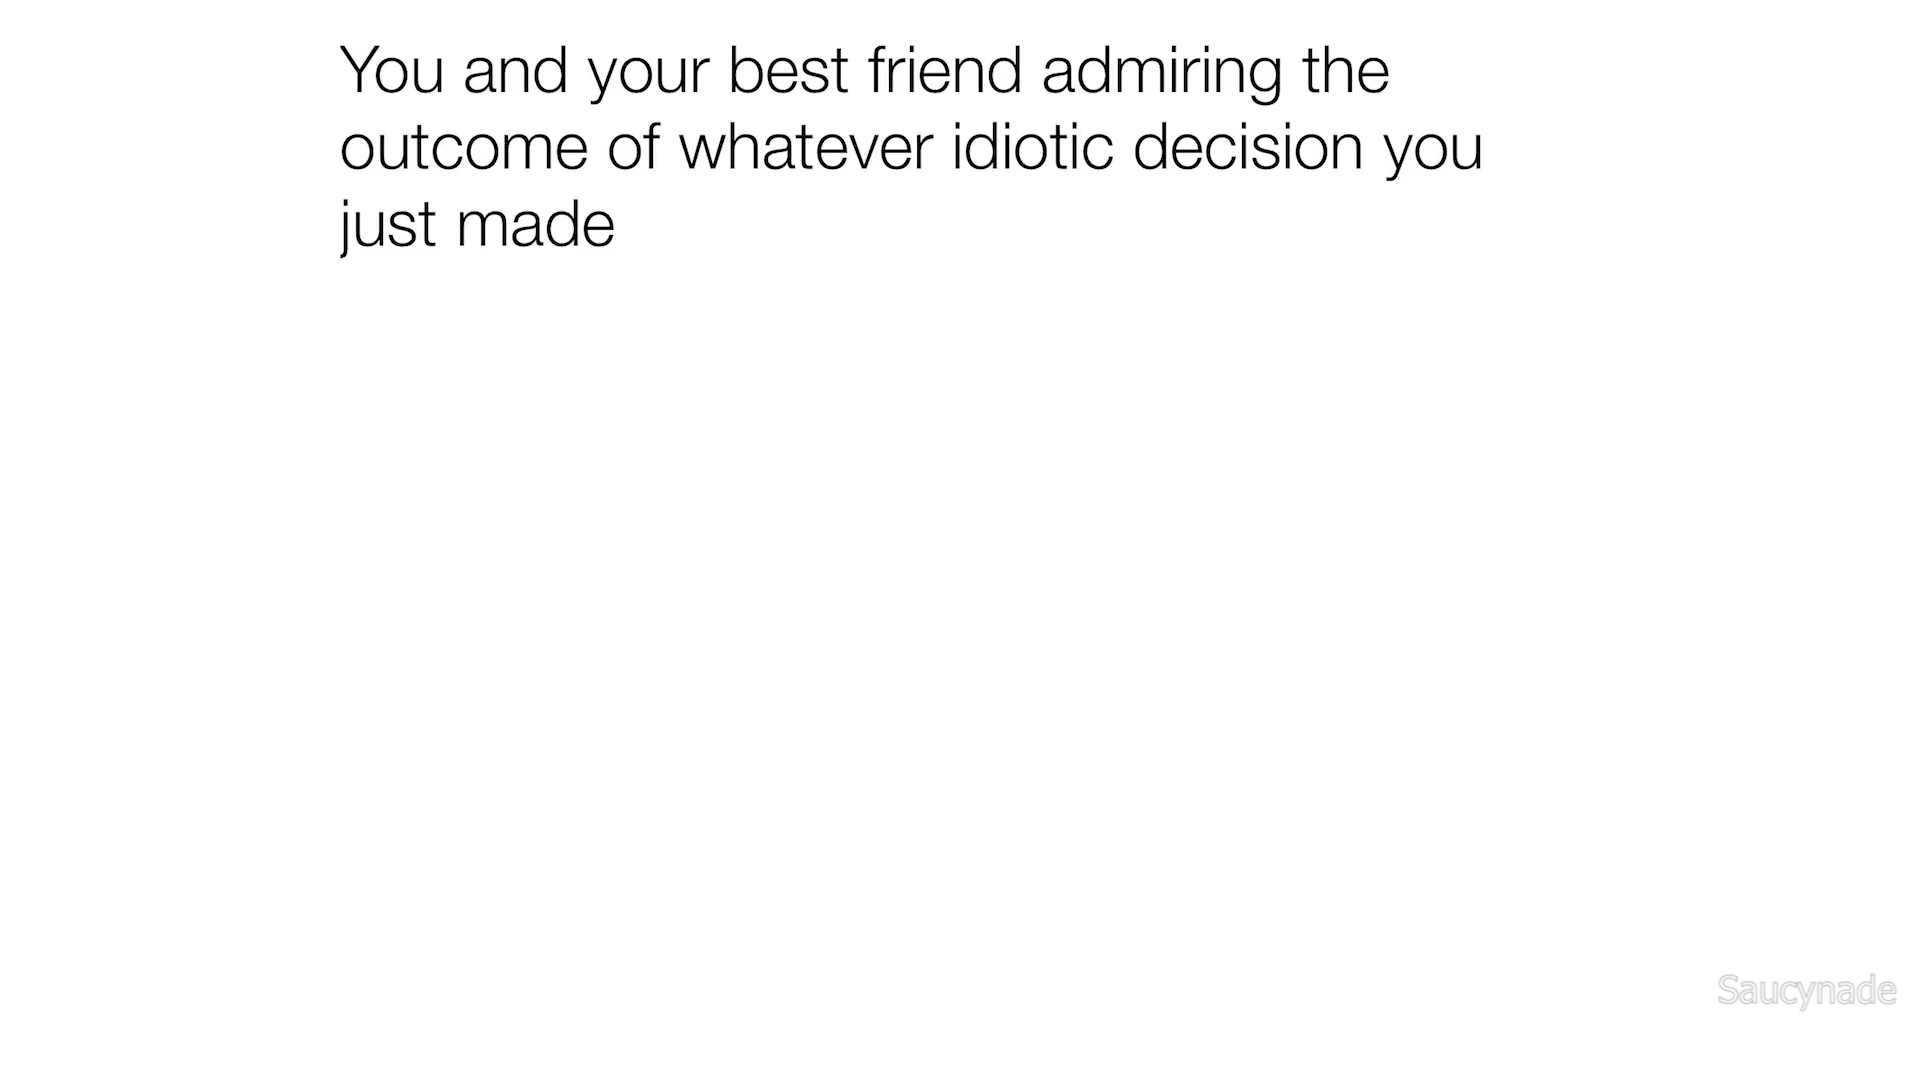 You and your best friend admiring the
outcome of whatever idiotic decision you
just made
Saucynade